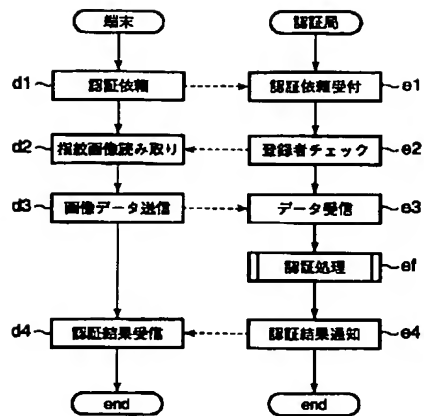 端末 認証局
d1 認証依頼 認証依頼受付 e1
d2 指紋画像読み取り 登録者チェック e2
d3 画像データ送信 データ受信 e3
認証処理 ef
d4 認証結果受信 認証結果通知 e4
end end